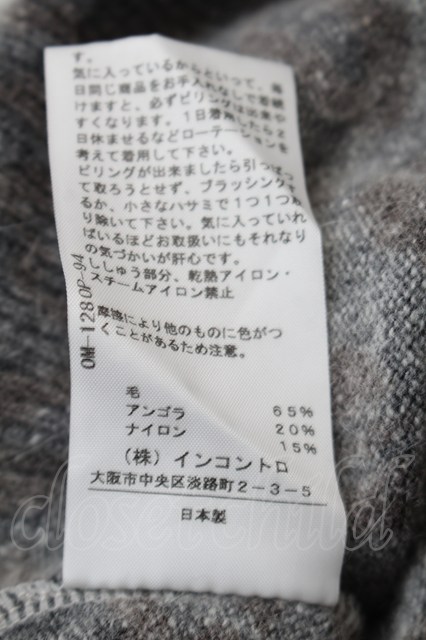 す。
気に入っているからといって、毎
日同じ商品をお手入れなしで着続
けますと、必ずピリングが出来や
すくなります。1日着用したら2
日休ませるなどローテーションを
考えて着用して下さい。
ピリングが出来ましたら引っぱっ
て取ろうとせず、ブラッシングす
るか、小さなハサミで1つ1つ取
り除いて下さい。気に入っていれ
ばいるほどお取扱いにもそれなり
の気づかいが肝心です。
ししゅう部分、乾熱アイロン・
スチームアイロン禁止
摩擦により他のものに色がつ
くことがあるため注意。
OM-1280P-94
毛 65%
アンゴラ 20%
ナイロン 15%
(株)インコントロ
大阪市中央区淡路町2-3-5
日本製
closet child